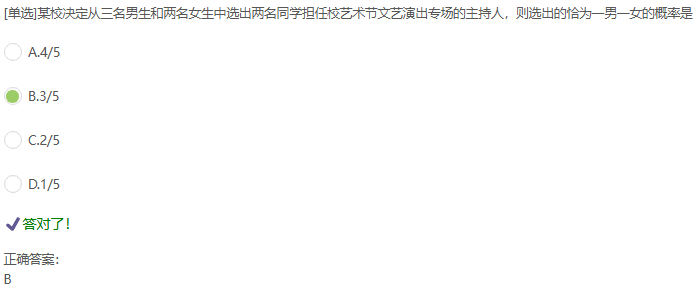 [单选]某校决定从三名男生和两名女生中选出两名同学担任校艺术节文艺演出专场的主持人，则选出的恰为一男一女的概率是
A.4/5
B.3/5
C.2/5
D.1/5
答对了！
正确答案：
B